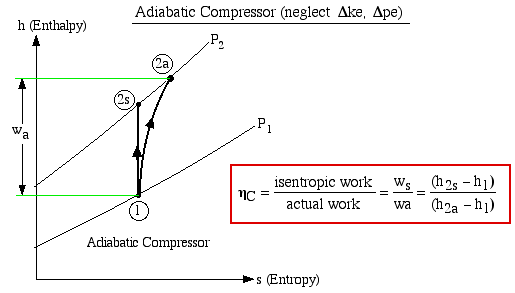 Adiabatic Compressor (neglect Δke, Δpe)
h (Enthalpy)
P2
2a
2s
wa
P1
ηC = isentropic work / actual work = ws / wa = (h2s – h1) / (h2a – h1)
1
Adiabatic Compressor
s (Entropy)